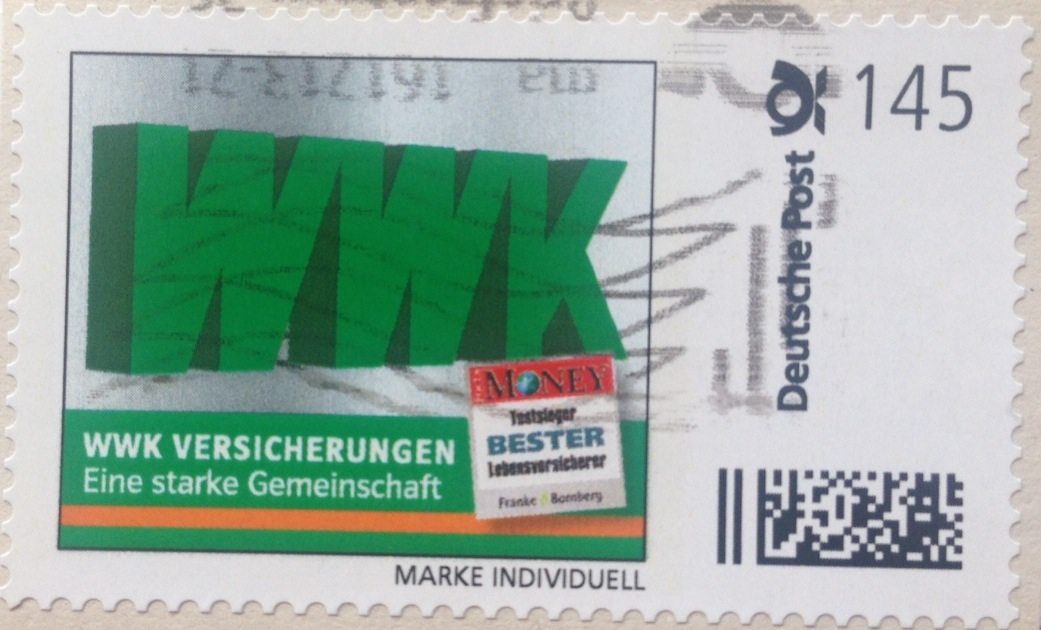 145
Deutsche Post
WWK
MONEY
Testsieger
BESTER
Lebensversicherer
Franke Bornberg
WWK VERSICHERUNGEN
Eine starke Gemeinschaft
MARKE INDIVIDUELL